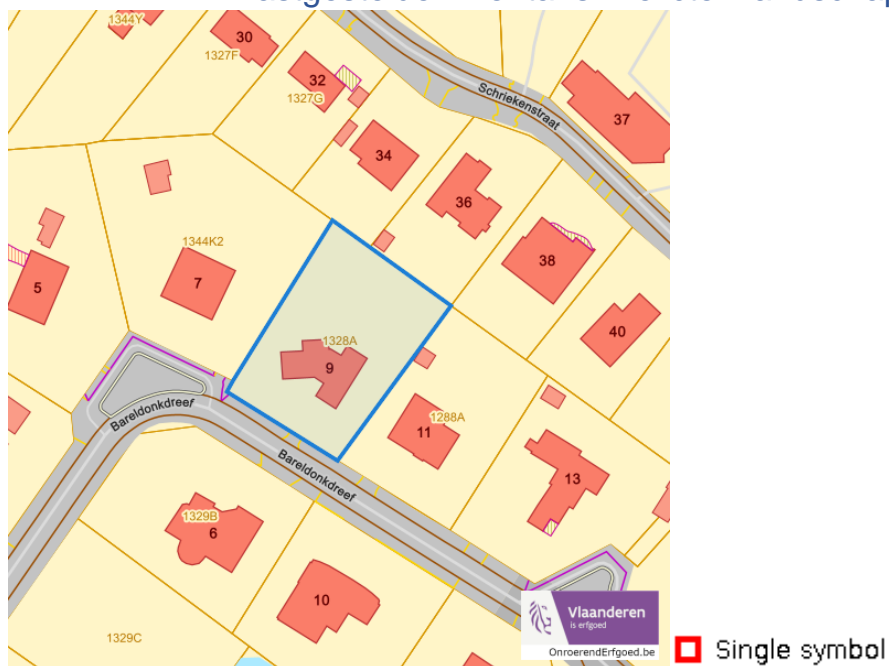 1344Y
30
1327F
32
1327G
34
Schriekenstraat
37
36
38
40
1344K2
7
5
1328A
9
Bareldonkdreef
Bareldonkdreef
1288A
11
13
1329B
6
10
1329C
Vlaanderen
is erfgoed
OnroerendErfgoed.be
Single symbol